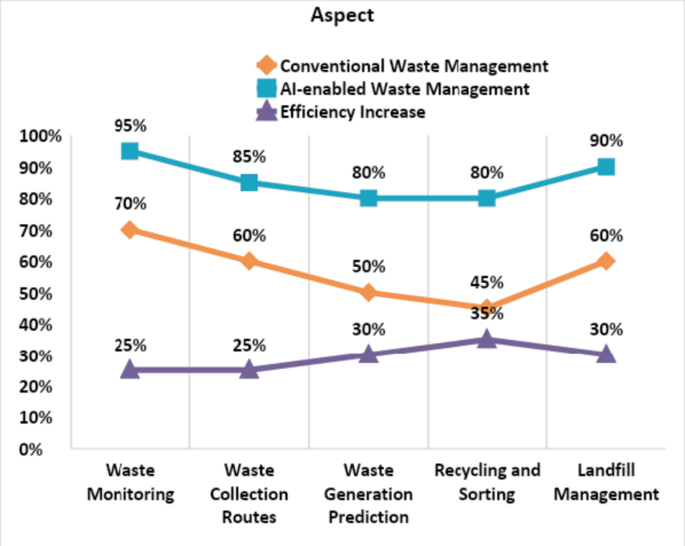 Aspect
Conventional Waste Management
AI-enabled Waste Management
Efficiency Increase
100%
90%
80%
70%
60%
50%
40%
30%
20%
10%
0%
95%
85%
80%
80%
90%
70%
60%
50%
45%
60%
25%
25%
30%
35%
30%
Waste
Monitoring
Waste
Collection
Routes
Waste
Generation
Prediction
Recycling and
Sorting
Landfill
Management